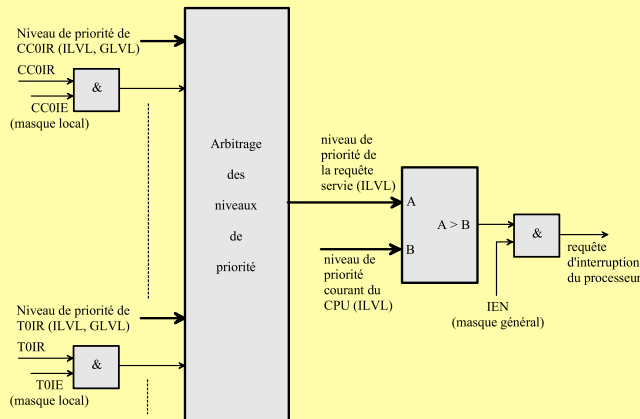 Niveau de priorité de
CC0IR (ILVL, GLVL)
CC0IR
&
CC0IE
(masque local)
Arbitrage
des
niveaux
de
priorité
niveau de
priorité de
la requête
servie (ILVL)
A
A > B
B
&
niveau de
priorité
courant du
CPU (ILVL)
requête
d'interruption
du processeur
IEN
(masque général)
Niveau de priorité de
T0IR (ILVL, GLVL)
T0IR
&
T0IE
(masque local)